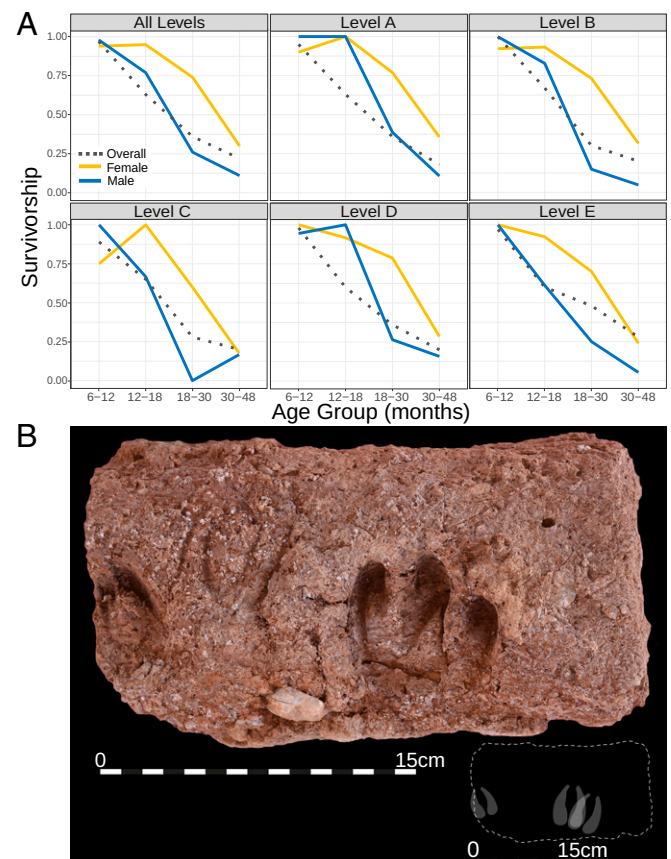 A
All Levels
Level A
Level B
1.00
0.75
0.50
0.25
0.00
Overall
Female
Male
Level C
Level D
Level E
1.00
0.75
0.50
0.25
0.00
Survivorship
6−12 12−18 18−30 30−48
6−12 12−18 18−30 30−48
6−12 12−18 18−30 30−48
Age Group (months)
B
0 15cm
0 15cm